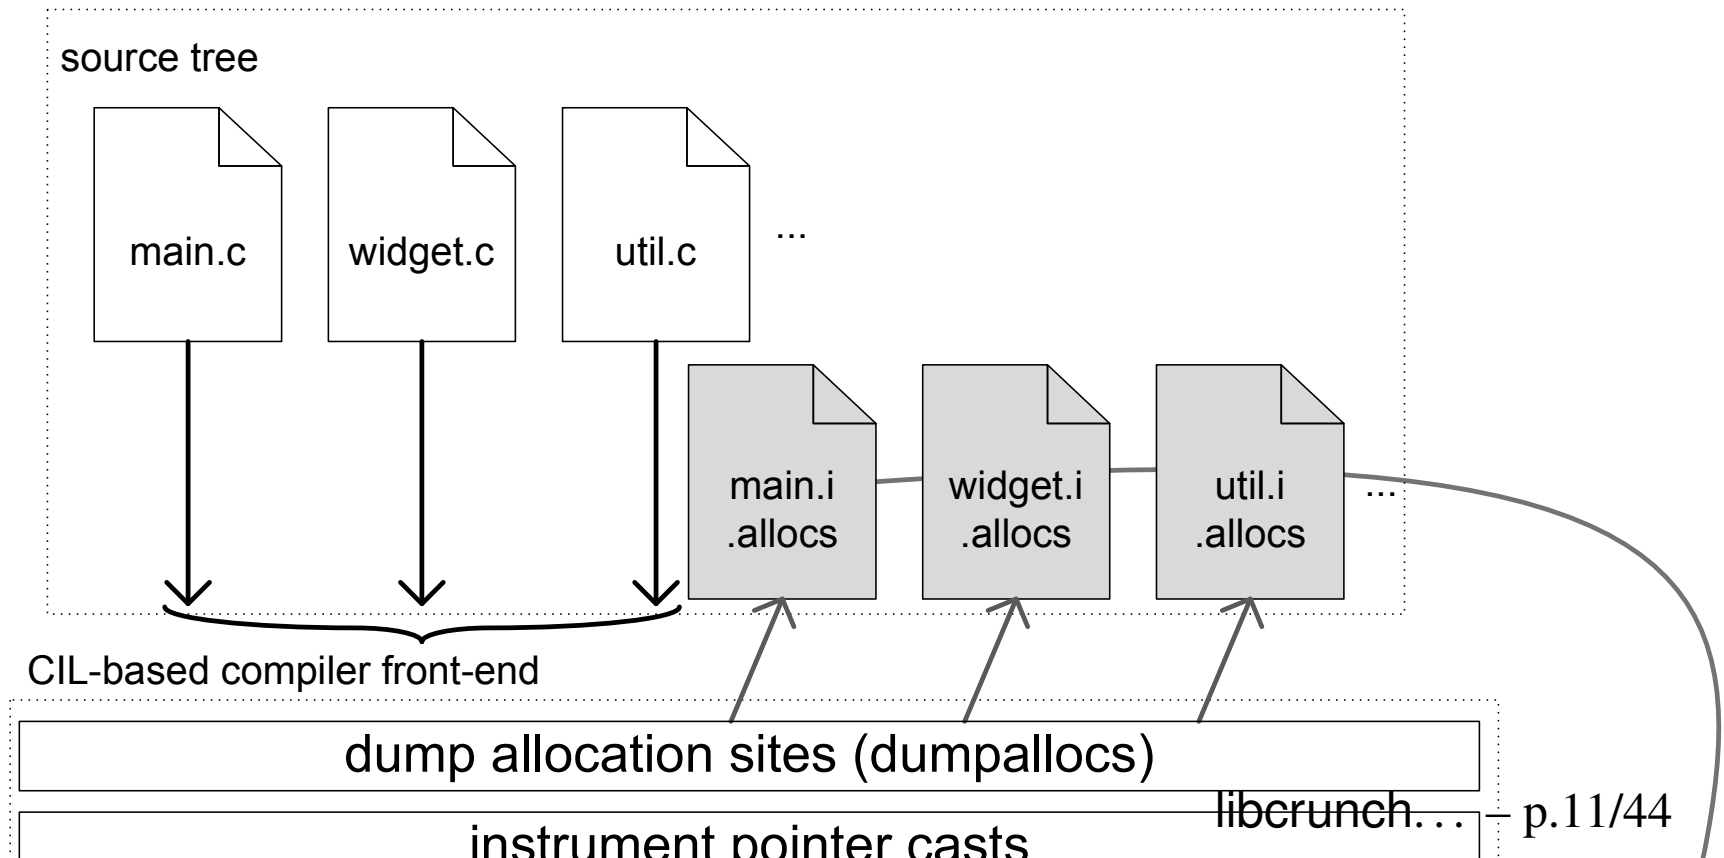 source tree
main.c
widget.c
util.c
...
main.i
.allocs
widget.i
.allocs
util.i
.allocs
...
CIL-based compiler front-end
dump allocation sites (dumpallocs)
libcrunch... – p.11/44
instrument pointer casts